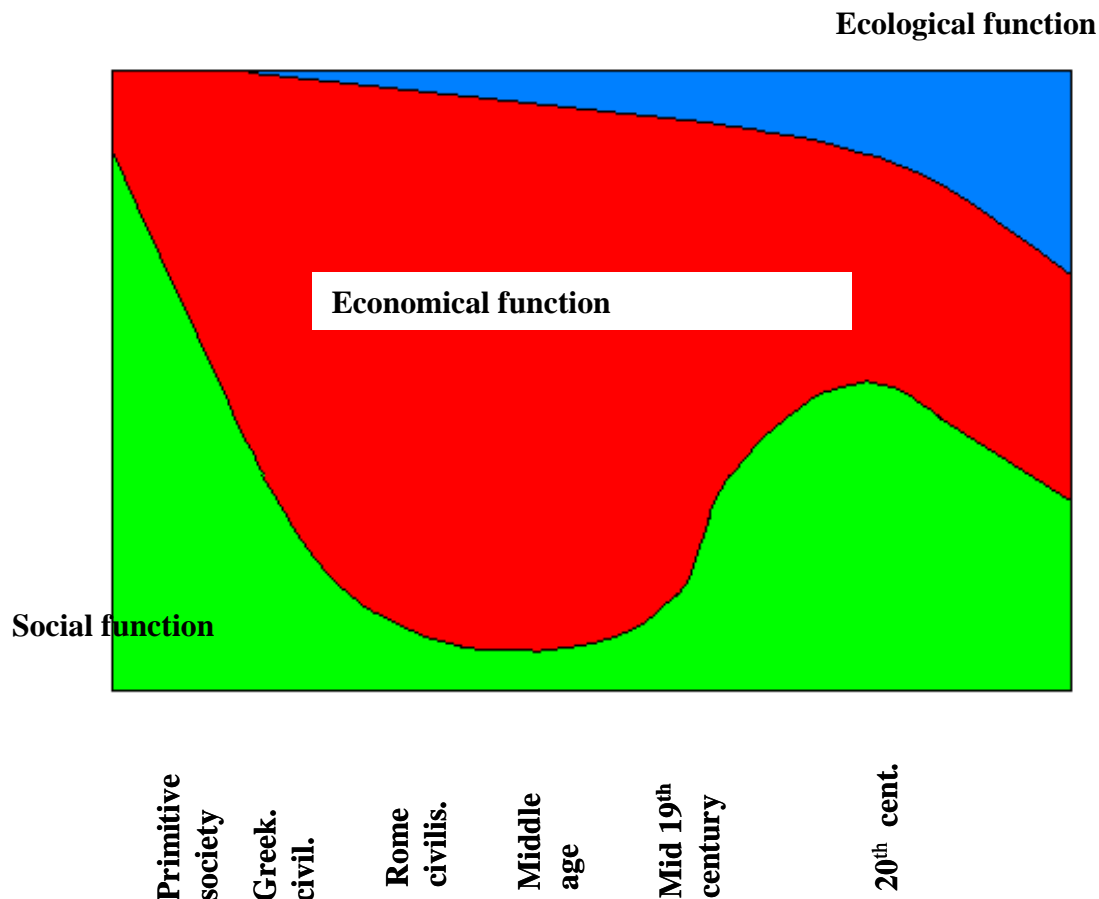 Ecological function
Economical function
Social function
Primitive
society
Greek.
civil.
Rome
civilis.
Middle
age
Mid 19th
century
20th cent.